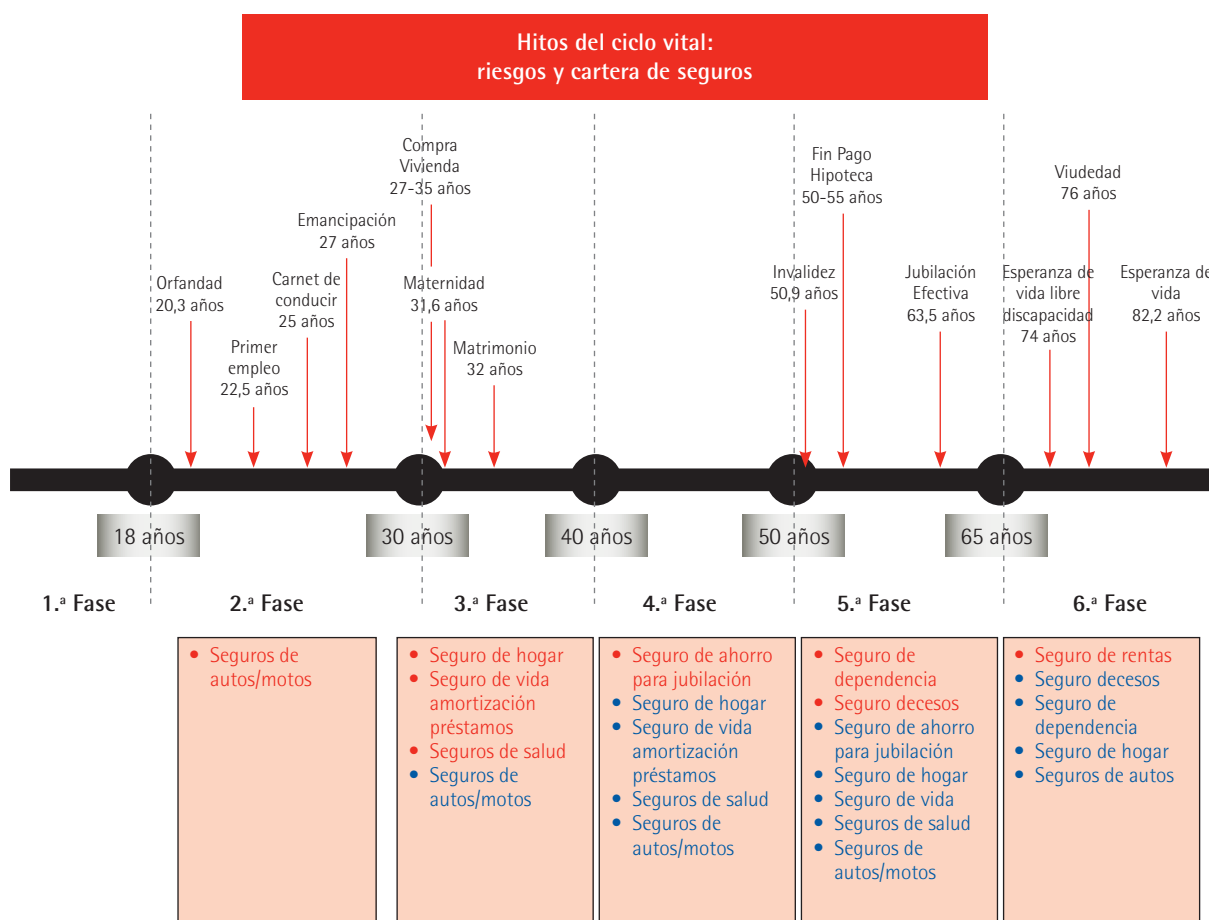 Hitos del ciclo vital:
riesgos y cartera de seguros
Orfandad
20,3 años
Primer
empleo
22,5 años
Carnet de
conducir
25 años
Emancipación
27 años
Compra
Vivienda
27-35 años
Maternidad
31,6 años
Matrimonio
32 años
Invalidez
50,9 años
Fin Pago
Hipoteca
50-55 años
Jubilación
Efectiva
63,5 años
Esperanza de
vida libre
discapacidad
74 años
Viudedad
76 años
Esperanza de
vida
82,2 años
18 años
30 años
40 años
50 años
65 años
1.ª Fase
2.ª Fase
3.ª Fase
4.ª Fase
5.ª Fase
6.ª Fase
• Seguros de
autos/motos
• Seguro de hogar
• Seguro de vida
amortización
préstamos
• Seguros de salud
• Seguros de
autos/motos
• Seguro de ahorro
para jubilación
• Seguro de hogar
• Seguro de vida
amortización
préstamos
• Seguros de salud
• Seguros de
autos/motos
• Seguro de
dependencia
• Seguro decesos
• Seguro de ahorro
para jubilación
• Seguro de hogar
• Seguro de vida
• Seguros de salud
• Seguros de
autos/motos
• Seguro de rentas
• Seguro decesos
• Seguro de
dependencia
• Seguro de hogar
• Seguros de autos